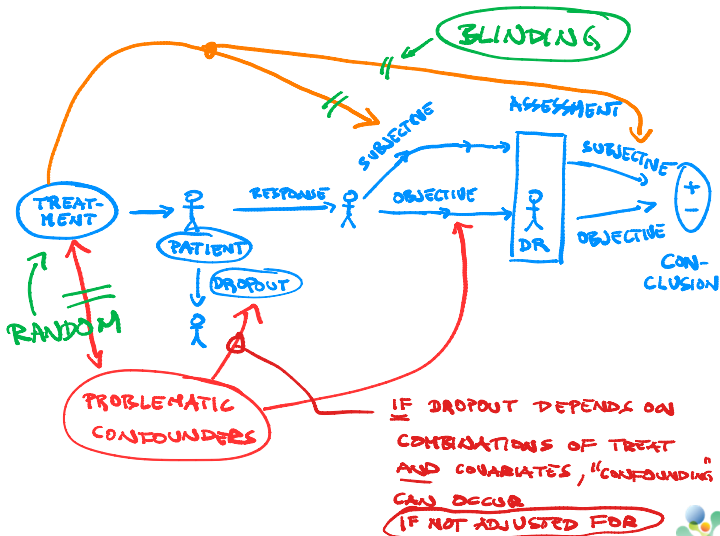 BLINDING
ASSESSMENT
SUBJECTIVE
SUBJECTIVE
TREAT-
MENT
RESPONSE
OBJECTIVE
+
-
PATIENT
DR
OBJECTIVE
DROPOUT
CON-
CLUSION
RANDOM
PROBLEMATIC
CONFOUNDERS
IF DROPOUT DEPENDS ON
COMBINATIONS OF TREAT
AND COVARIATES, "CONFOUNDING"
CAN OCCUR
IF NOT ADJUSTED FOR